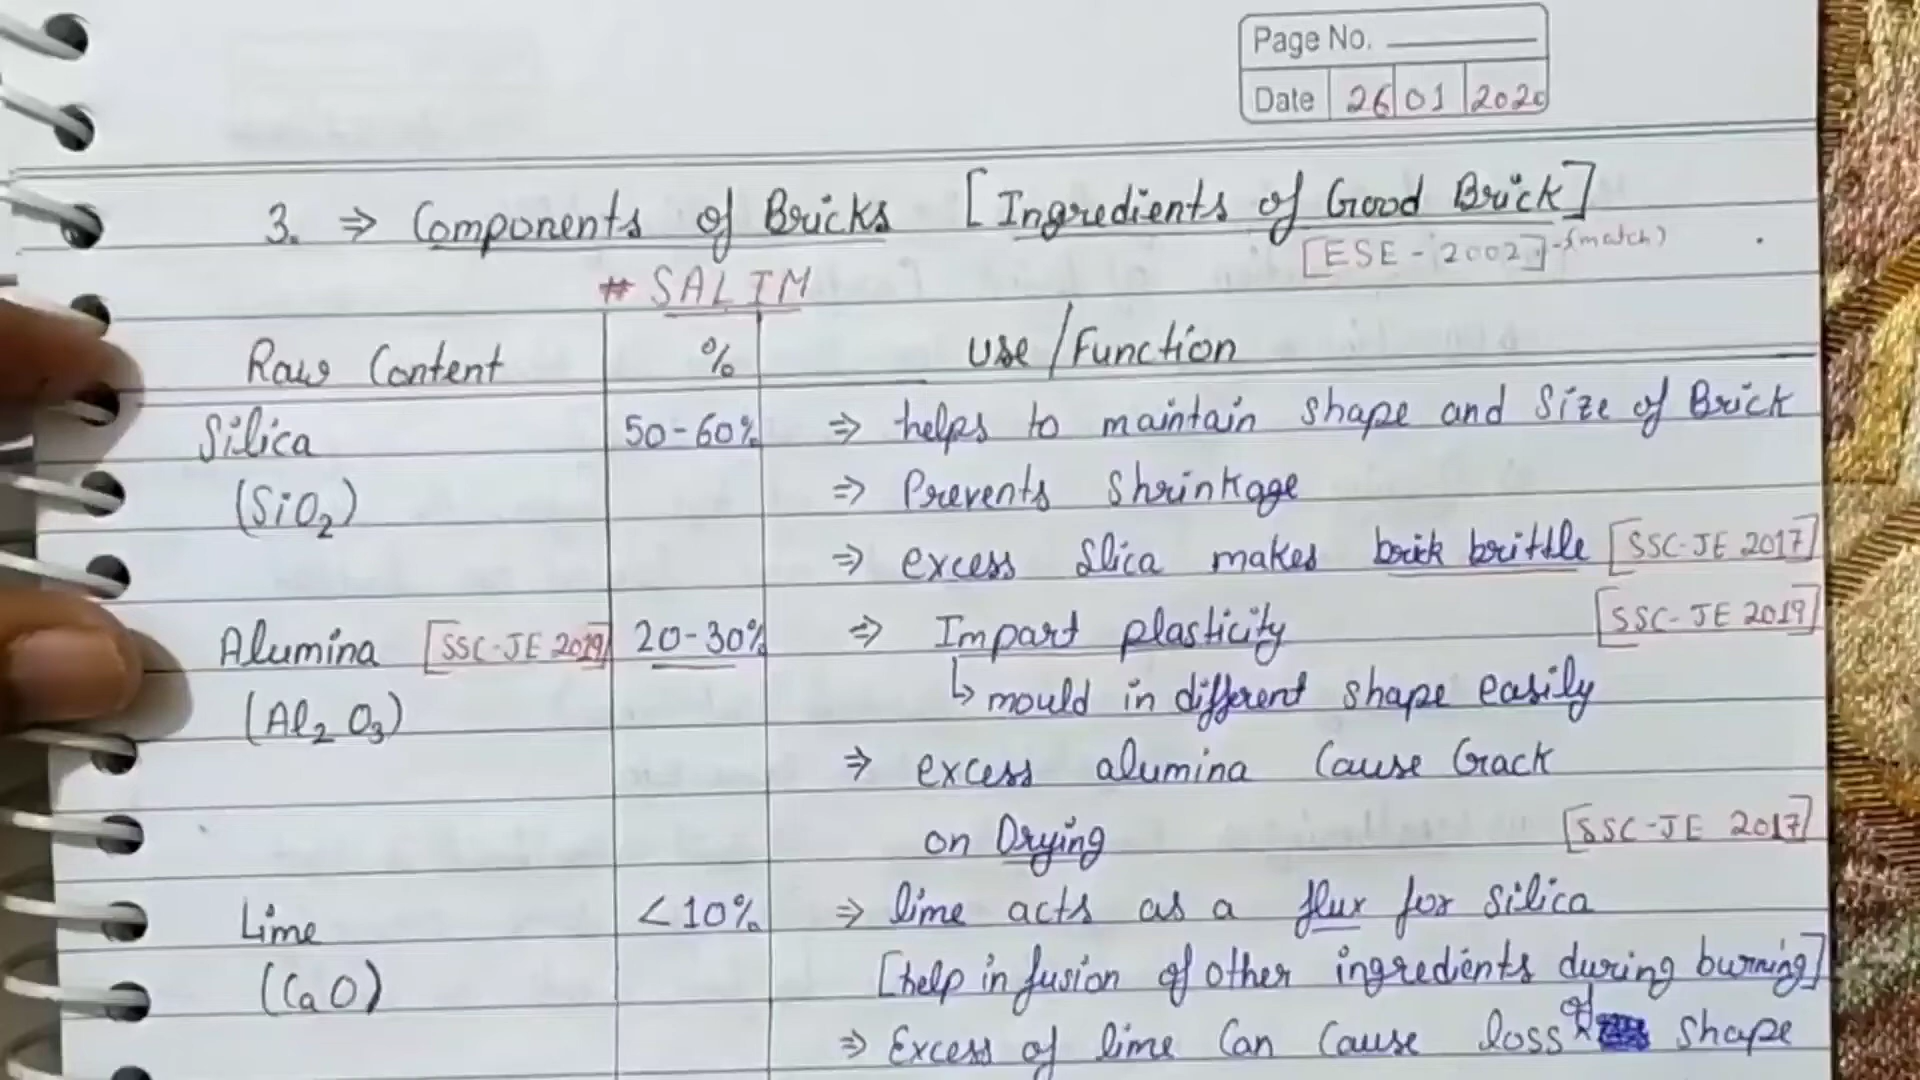 Page No.
Date 26 01 2020
3. ⇒ Components of Bricks [Ingredients of Good Brick]
[ESE - 2002] - (match)
# SALIM
Raw Content % Use/Function
Silica 50-60% ⇒ helps to maintain shape and Size of Brick
(SiO₂) ⇒ Prevents Shrinkage
⇒ excess Slica makes brick brittle [SSC-JE 2017]
Alumina [SSC-JE 2019] 20-30% ⇒ Impart plasticity [SSC-JE 2019]
(Al₂O₃) ↳ mould in different shape easily
⇒ excess alumina Cause Crack
on Drying [SSC-JE 2017]
Lime <10% ⇒ lime acts as a flux for silica
(CaO) [help in fusion of other ingredients during burning]
⇒ Excess of lime Can Cause loss of shape